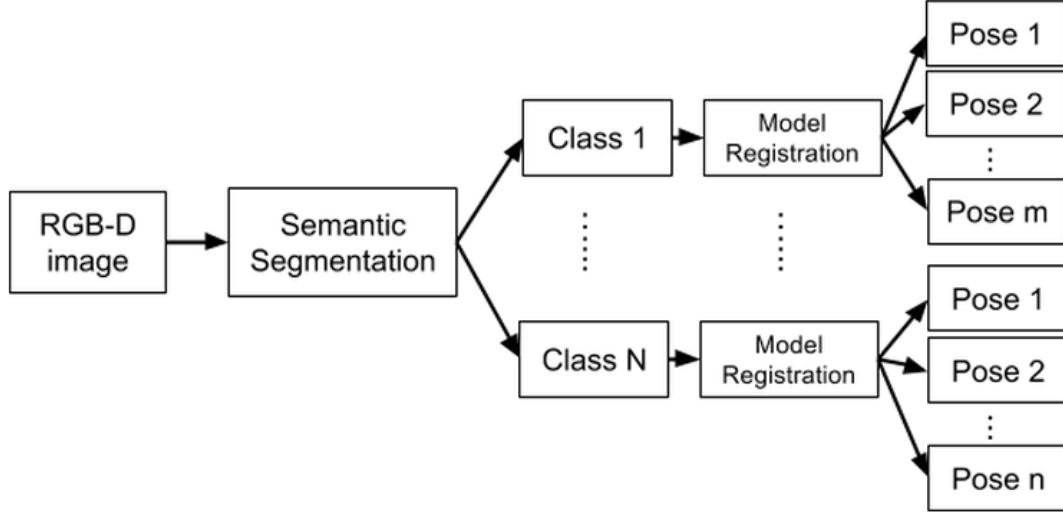 RGB-D
image
Semantic
Segmentation
Class 1
Model
Registration
Pose 1
Pose 2
Pose m
Class N
Model
Registration
Pose 1
Pose 2
Pose n